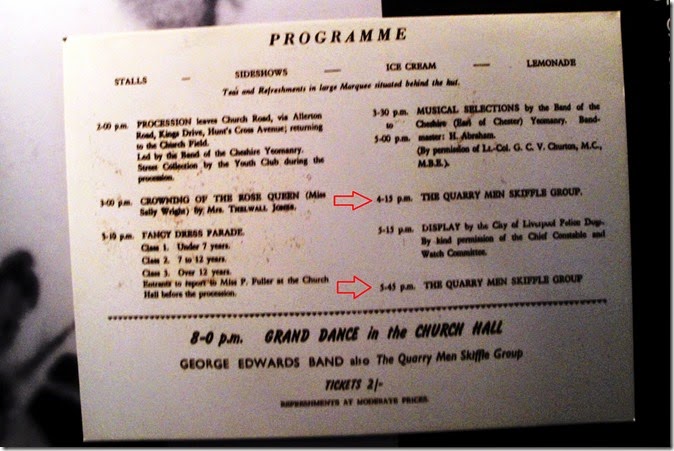 PROGRAMME
STALLS — SIDESHOWS — ICE CREAM — LEMONADE
Teas and Refreshments in large Marquee situated behind the hut.
2-00 p.m. PROCESSION leaves Church Road, via Allerton
Road, Kings Drive, Hunt's Cross Avenue; returning
to the Church Field.
Led by the Band of the Cheshire Yeomanry.
Street Collection by the Youth Club during the
procession.
3-00 p.m. CROWNING OF THE ROSE QUEEN (Miss
Sally Wright) by Mrs. THELWALL JONES.
3-10 p.m. FANCY DRESS PARADE.
Class 1. Under 7 years.
Class 2. 7 to 12 years.
Class 3. Over 12 years.
Entrants to report to Miss P. Fuller at the Church
Hall before the procession.
3-30 p.m. MUSICAL SELECTIONS by the Band of the
to Cheshire (Earl of Chester) Yeomanry. Band-
5-00 p.m. master: H. Abraham.
(By permission of Lt.-Col. G. C. V. Churton, M.C.,
M.B.E.).
4-15 p.m. THE QUARRY MEN SKIFFLE GROUP.
5-15 p.m. DISPLAY by the City of Liverpool Police Dogs.
By kind permission of the Chief Constable and
Watch Committee.
5-45 p.m. THE QUARRY MEN SKIFFLE GROUP
8-0 p.m. GRAND DANCE in the CHURCH HALL
GEORGE EDWARDS BAND also The Quarry Men Skiffle Group
TICKETS 2/-
REFRESHMENTS AT MODERATE PRICES.